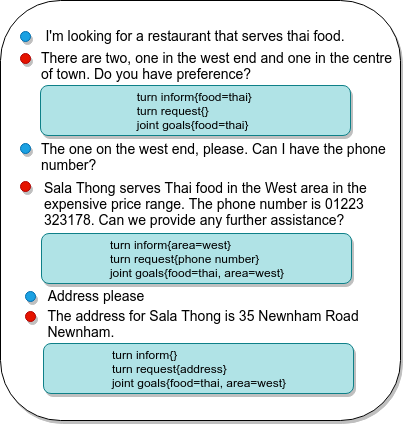 I'm looking for a restaurant that serves thai food.
There are two, one in the west end and one in the centre
of town. Do you have preference?
turn inform{food=thai}
turn request{}
joint goals{food=thai}
The one on the west end, please. Can I have the phone
number?
Sala Thong serves Thai food in the West area in the
expensive price range. The phone number is 01223
323178. Can we provide any further assistance?
turn inform{area=west}
turn request{phone number}
joint goals{food=thai, area=west}
Address please
The address for Sala Thong is 35 Newnham Road
Newnham.
turn inform{}
turn request{address}
joint goals{food=thai, area=west}